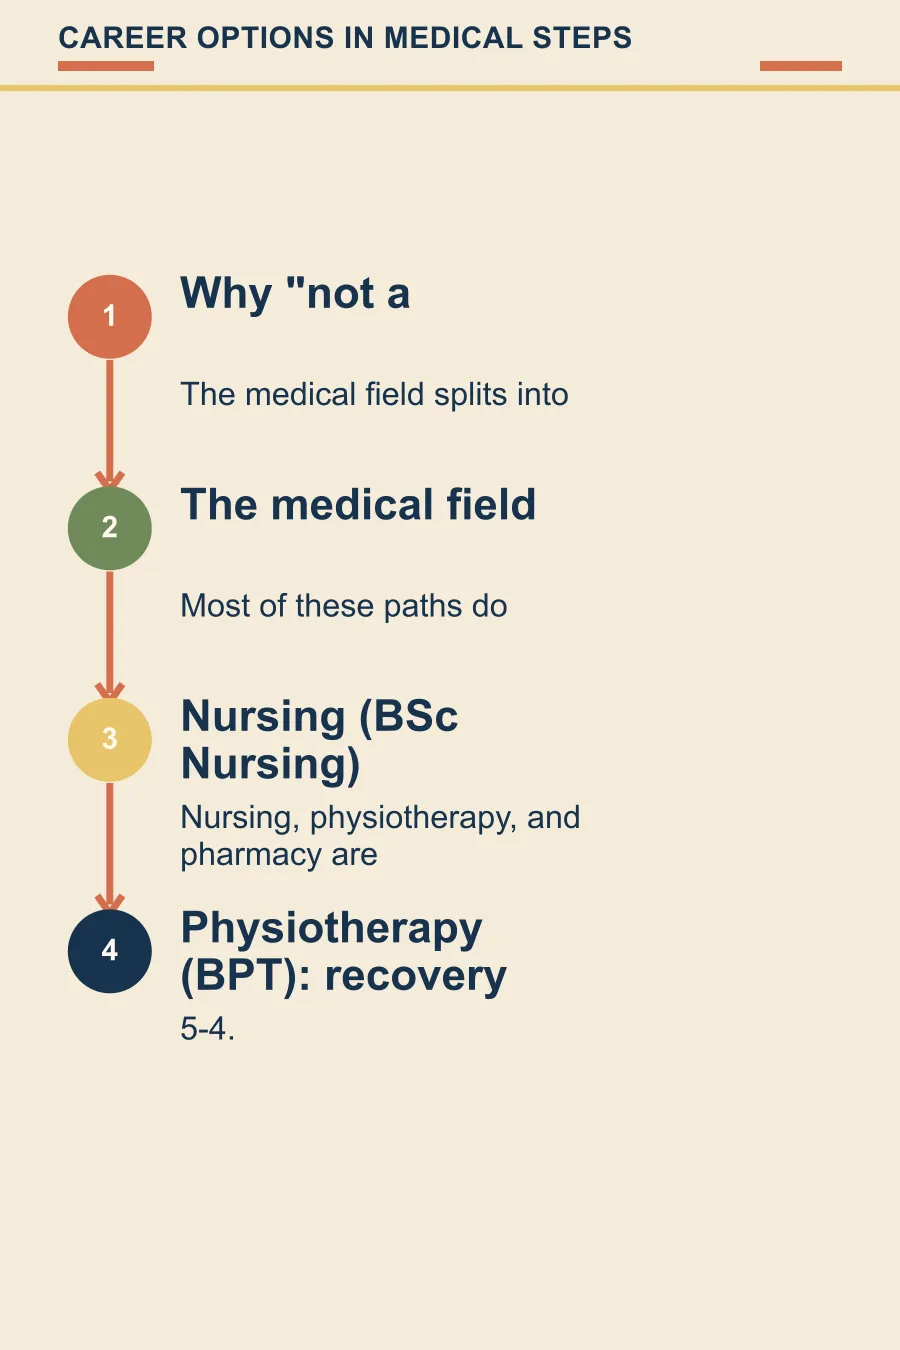 CAREER OPTIONS IN MEDICAL STEPS
1
Why "not a
The medical field splits into
2
The medical field
Most of these paths do
3
Nursing (BSc
Nursing)
Nursing, physiotherapy, and
pharmacy are
4
Physiotherapy
(BPT): recovery
5-4.